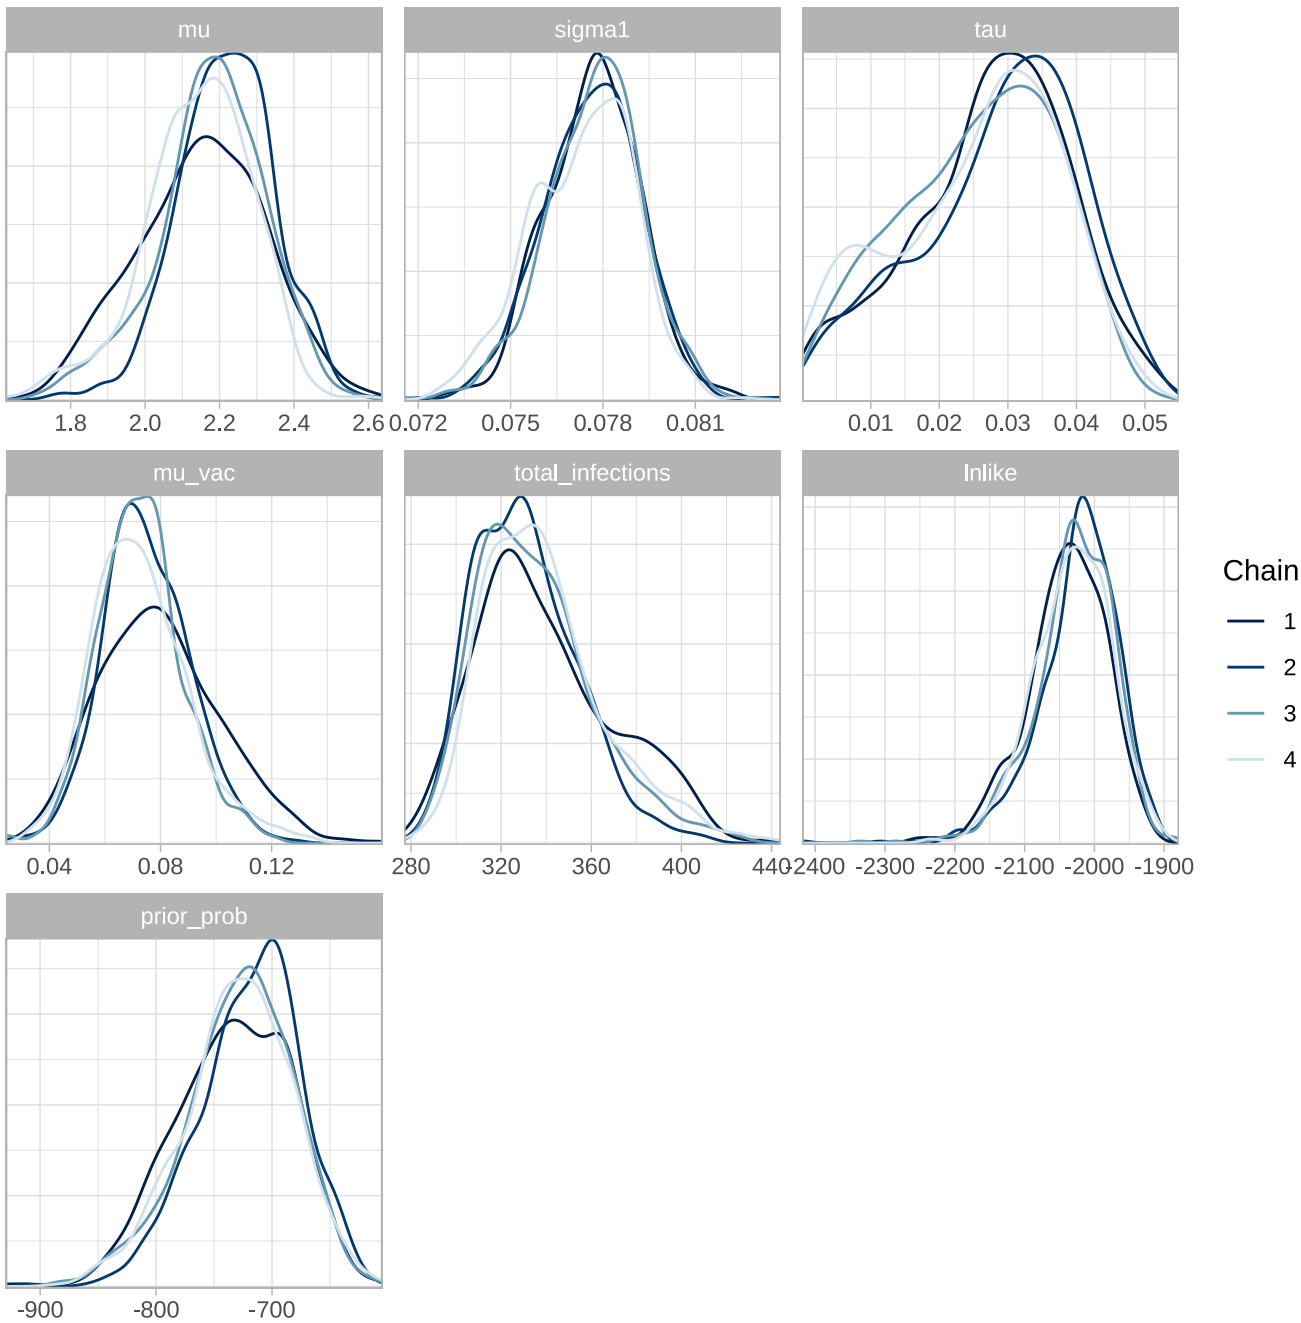 mu
sigma1
tau
1.8 2.0 2.2 2.4 2.6
0.072 0.075 0.078 0.081
0.01 0.02 0.03 0.04 0.05
mu_vac
total_infections
lnlike
0.04 0.08 0.12
280 320 360 400 440
-2400 -2300 -2200 -2100 -2000 -1900
prior_prob
-900 -800 -700
Chain
1
2
3
4